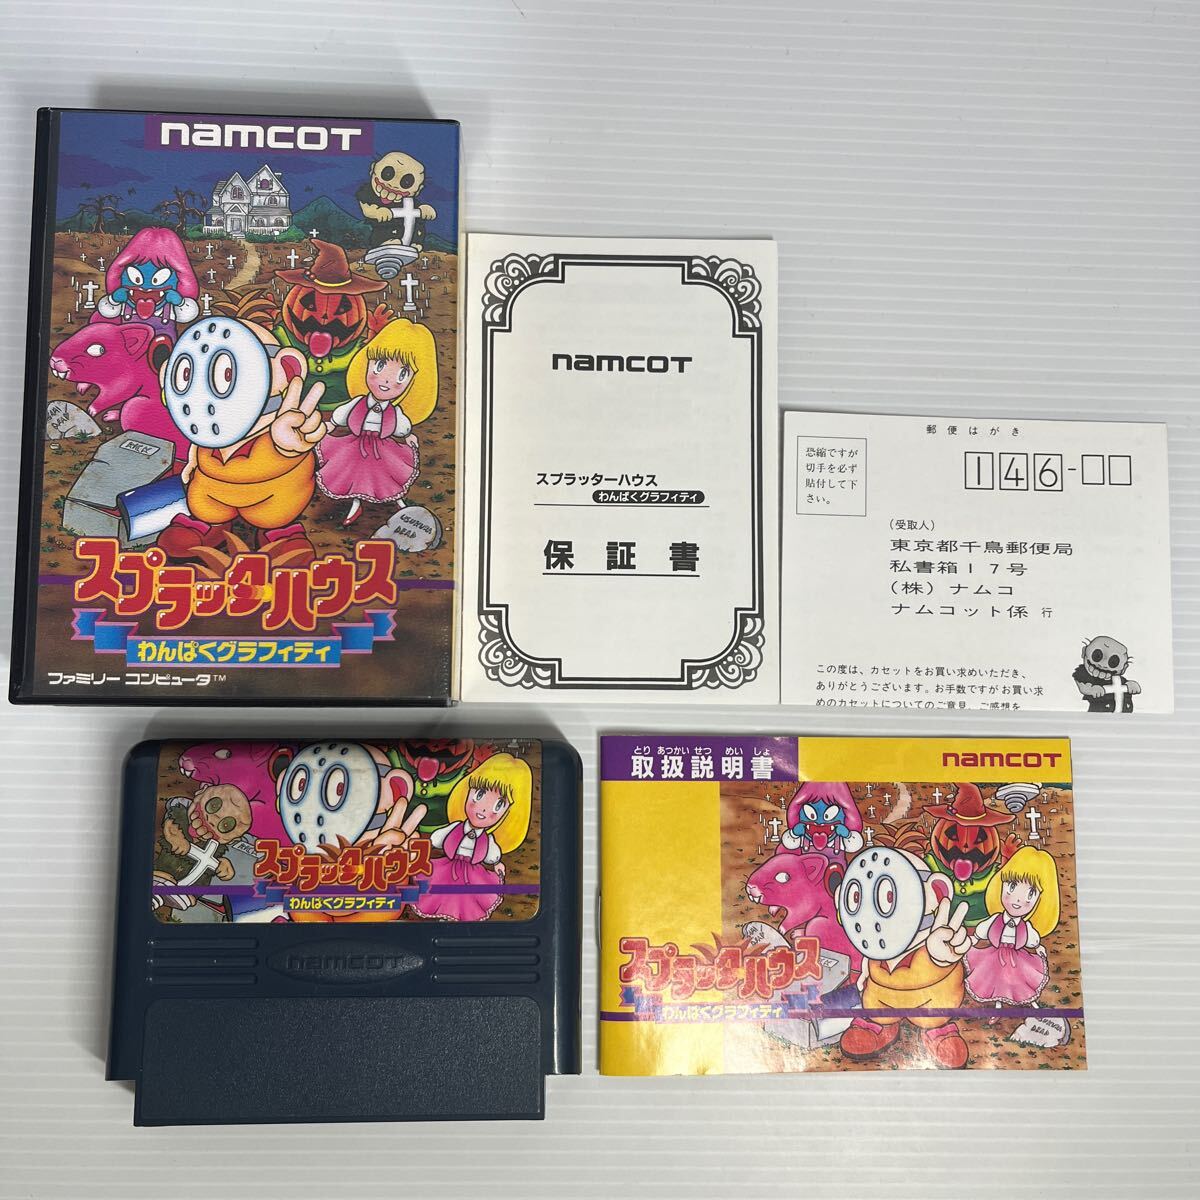 namcoT
RICK
DEAD
USUKURA
DEAD
スプラッターハウス
わんぱくグラフィティ
ファミリー コンピュータ™
namcoT
スプラッターハウス
わんぱくグラフィティ
保証書
郵便はがき
恐縮ですが
切手を必ず
貼付して下
さい。
146-
(受取人)
東京都千鳥郵便局
私書箱17号
(株)ナムコ
ナムコット係 行
この度は、カセットをお買い求めいただき、
ありがとうございます。お手数ですがお買い求
めのカセットについてのご意見、ご感想を
スプラッターハウス
わんぱくグラフィティ
namcoT
とりあつかいせつめいしょ
取扱説明書
namcoT
DEAD
スプラッターハウス
わんぱくグラフィティ
DEAD